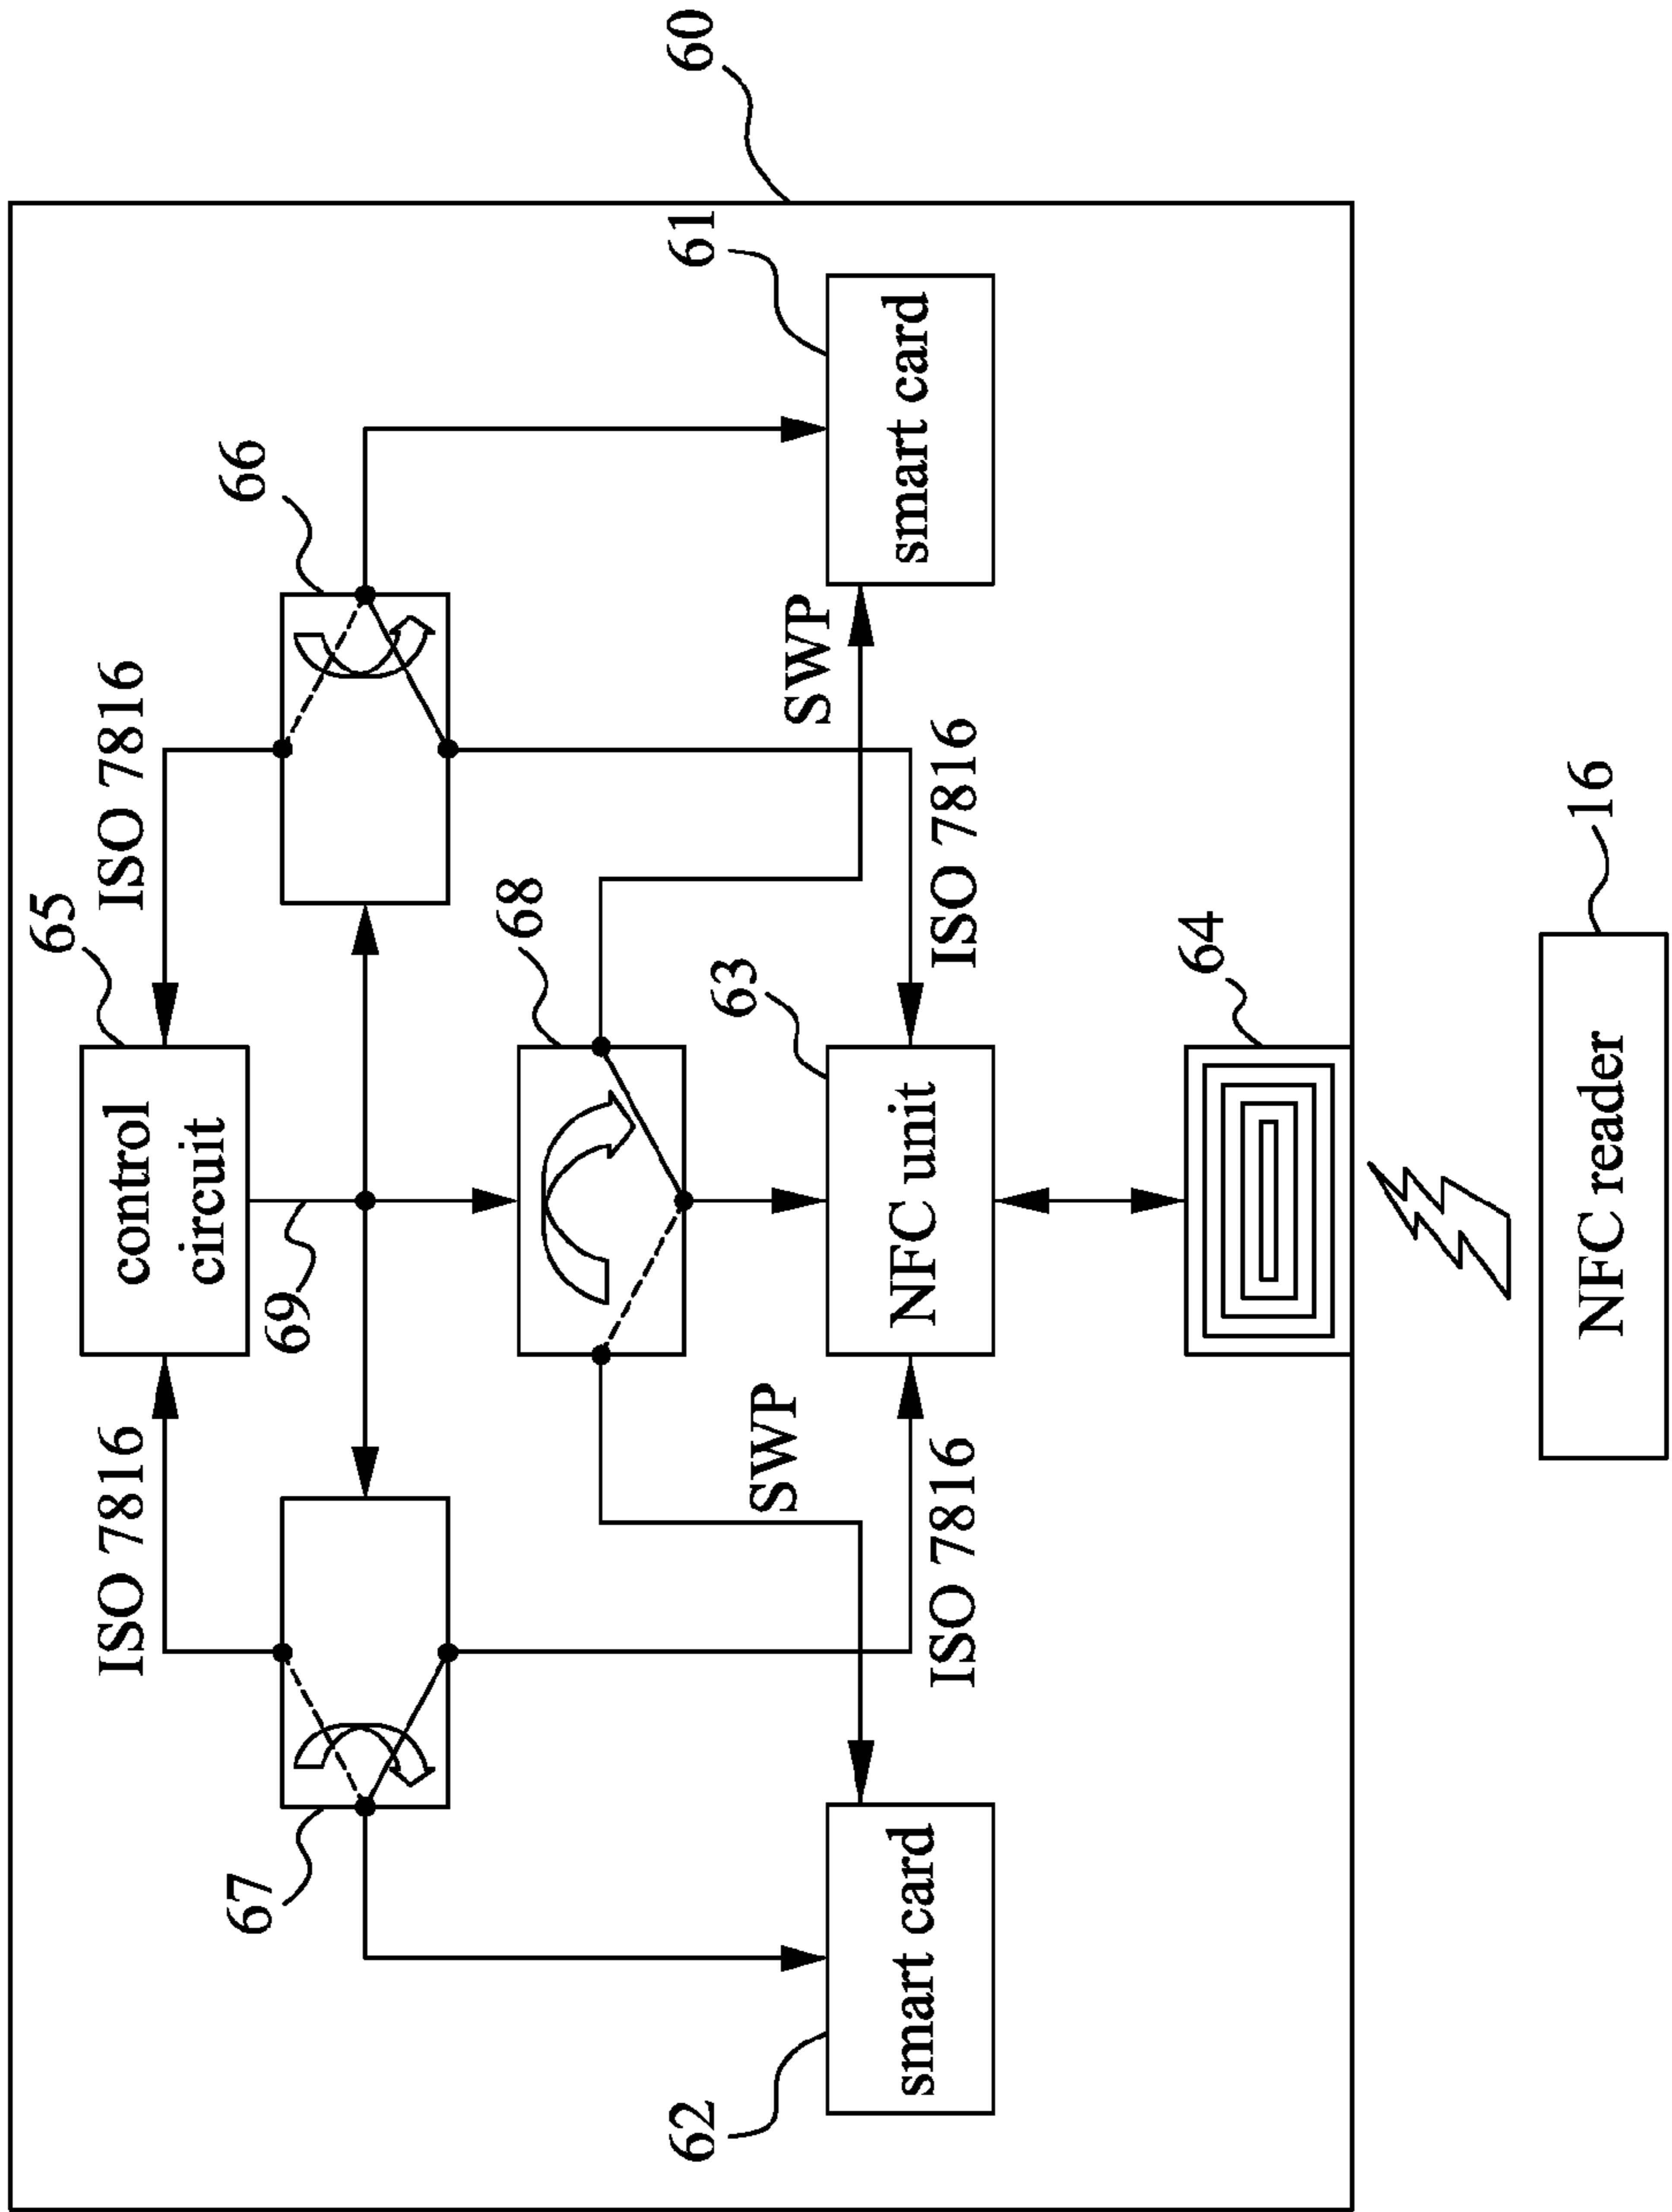 65
ISO 7816
control
circuit
ISO 7816
67
69
66
68
60
62
61
63
SWP
SWP
smart card
NFC unit
smart card
ISO 7816
ISO 7816
64
NFC reader
16